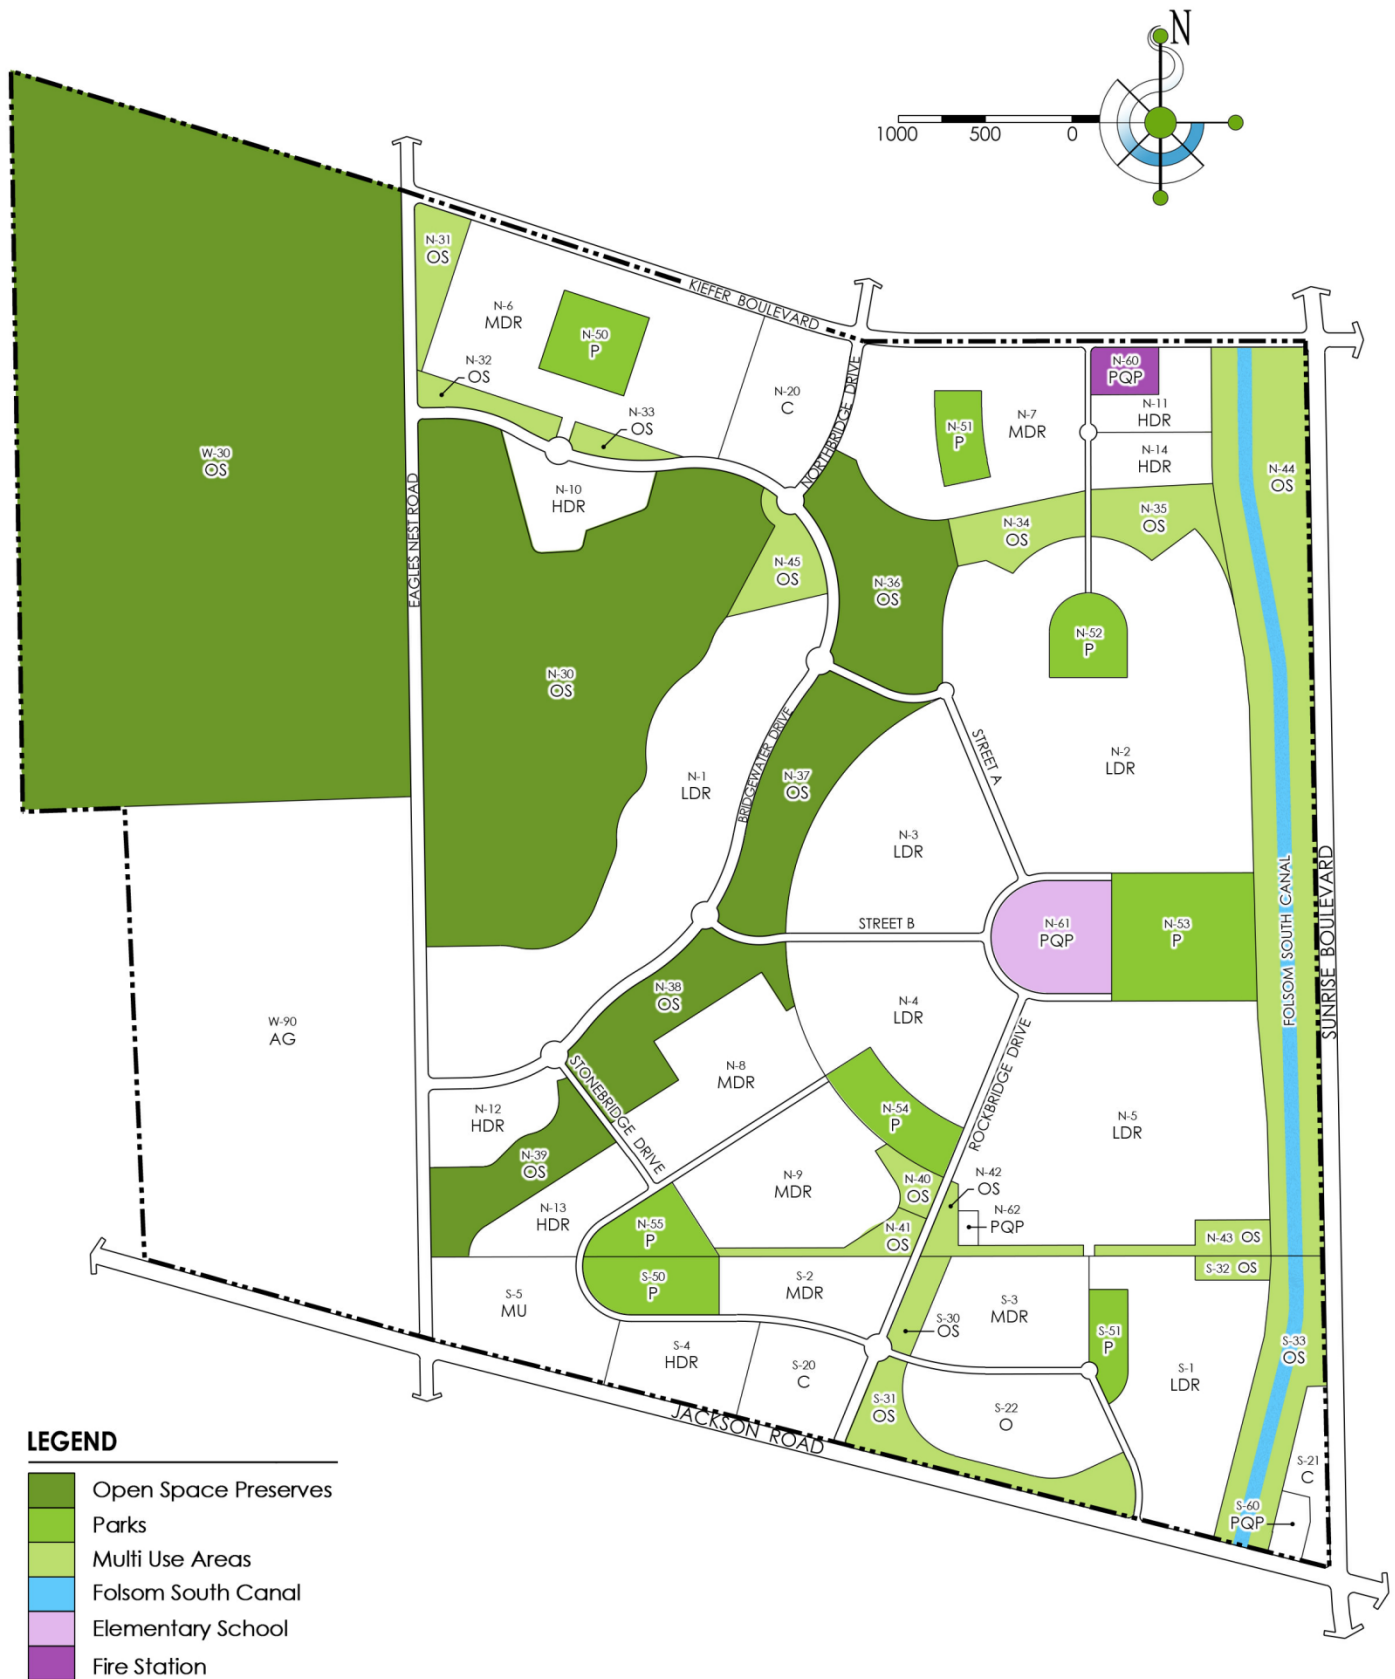 N
1000 500 0
N-31
OS
KIEFER BOULEVARD
N-6
MDR
N-50
P
N-32
OS
N-33
OS
N-20
C
NORTHBRIDGE DRIVE
N-60
PQP
N-11
HDR
N-7
MDR
N-51
P
N-14
HDR
N-44
OS
W-30
OS
EAGLES NEST ROAD
N-10
HDR
N-34
OS
N-35
OS
N-45
OS
N-36
OS
N-52
P
N-30
OS
N-1
LDR
BRIDGEWATER DRIVE
N-37
OS
STREET A
N-2
LDR
N-3
LDR
STREET B
N-61
PQP
N-53
P
FOLSOM SOUTH CANAL
SUNRISE BOULEVARD
W-90
AG
N-38
OS
N-4
LDR
N-8
MDR
STONEBRIDGE DRIVE
ROCKBRIDGE DRIVE
N-12
HDR
N-54
P
N-5
LDR
N-39
OS
N-9
MDR
N-40
OS
N-42
OS
N-13
HDR
N-62
PQP
N-55
P
N-41
OS
N-43 OS
S-32 OS
S-5
MU
S-50
P
S-2
MDR
S-3
MDR
S-30
OS
S-51
P
S-33
OS
S-4
HDR
S-20
C
S-1
LDR
S-31
OS
S-22
O
JACKSON ROAD
S-21
C
S-60
PQP
LEGEND
Open Space Preserves
Parks
Multi Use Areas
Folsom South Canal
Elementary School
Fire Station